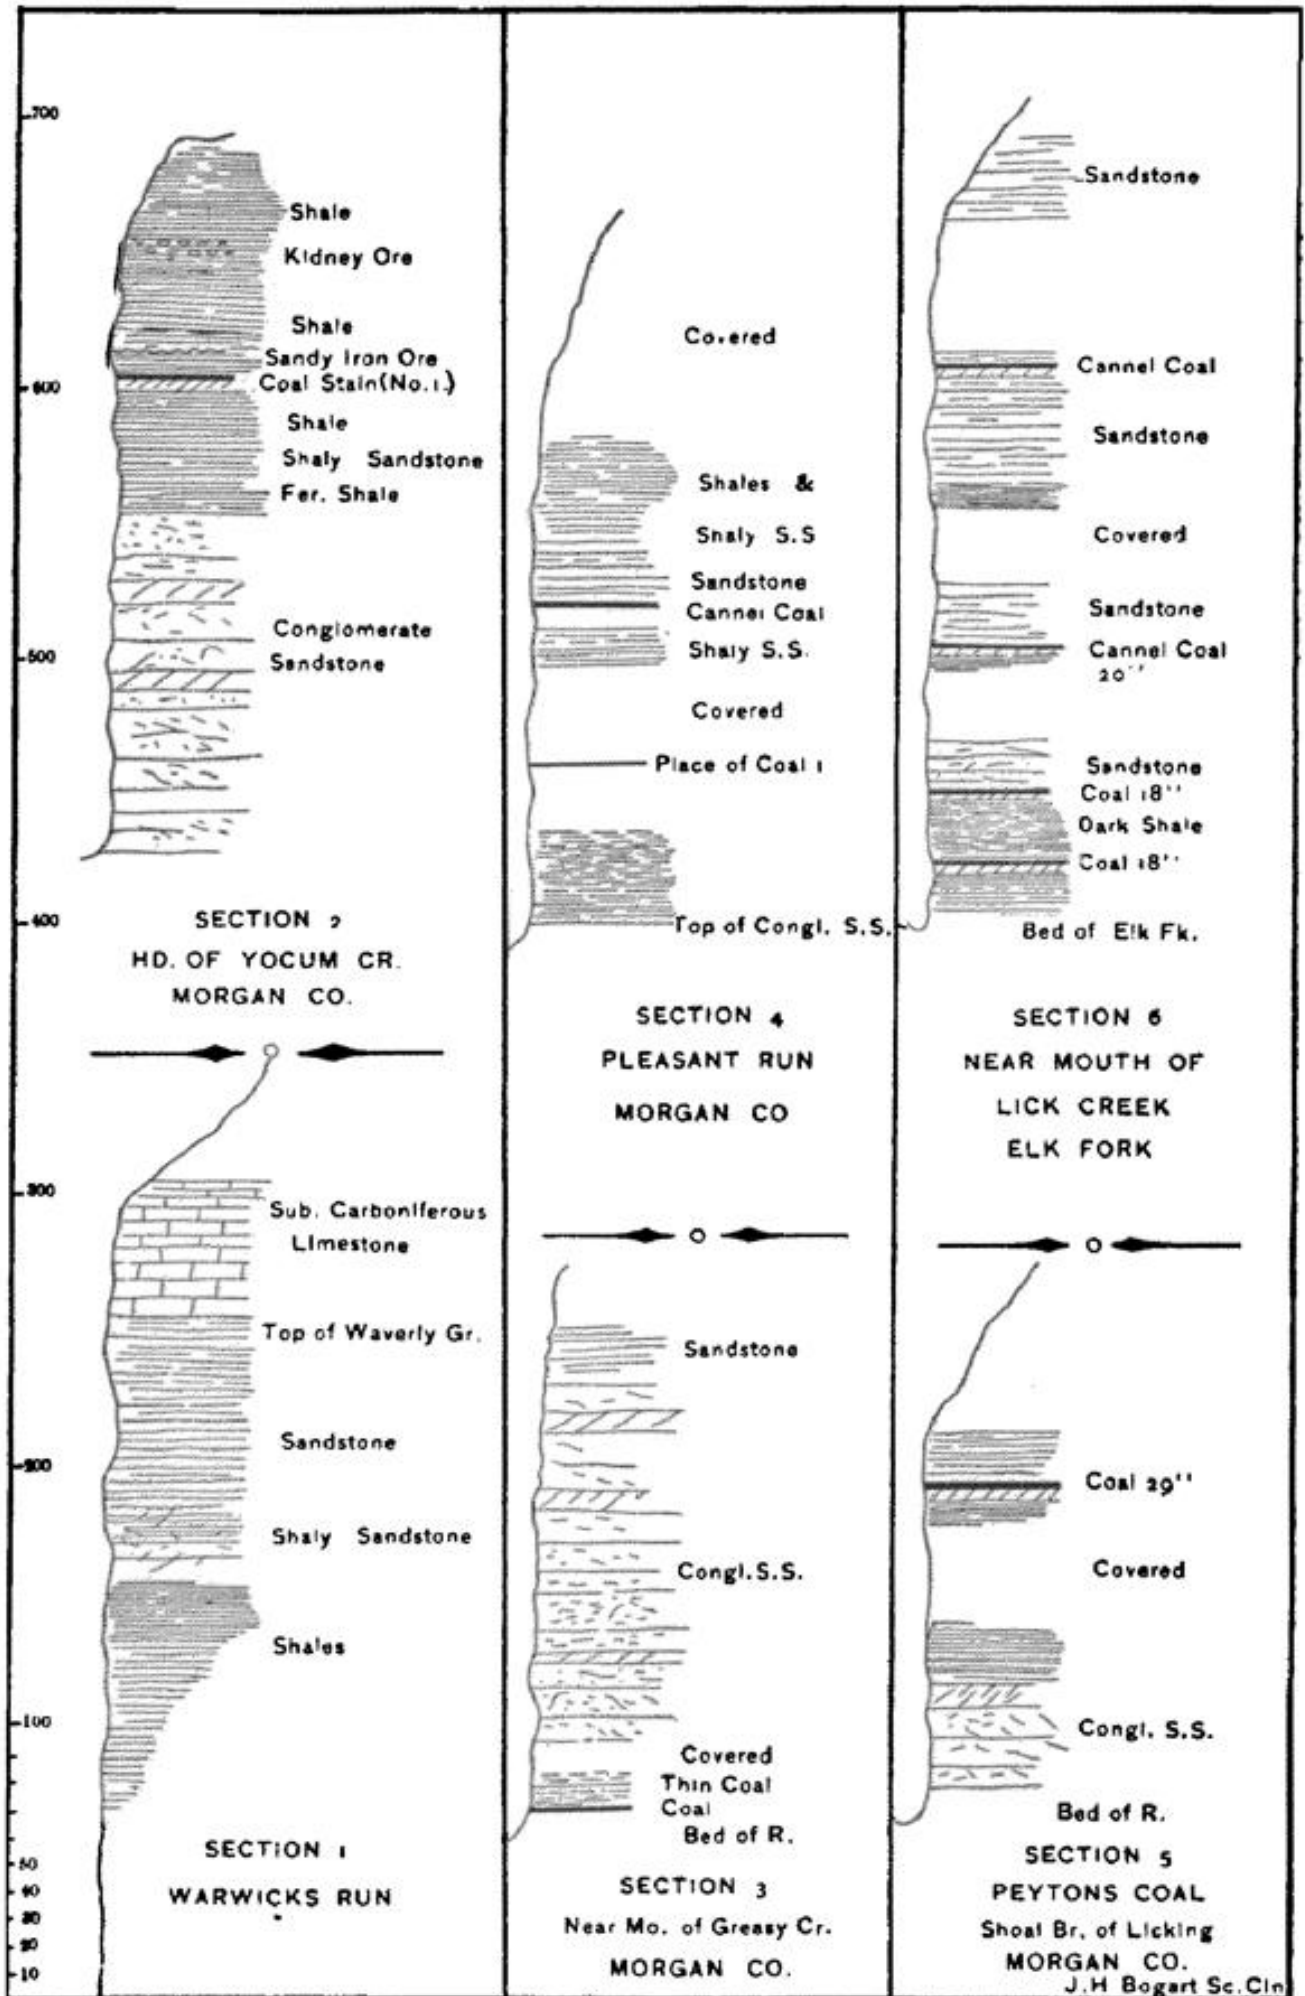 700
600
500
400
300
200
100
50
40
30
20
10
Shale
Kidney Ore
Shale
Sandy Iron Ore
Coal Stain(No.1.)
Shale
Shaly Sandstone
Fer. Shale
Conglomerate
Sandstone
SECTION 2
HD. OF YOCUM CR.
MORGAN CO.
Sub. Carboniferous
Limestone
Top of Waverly Gr.
Sandstone
Shaly Sandstone
Shales
SECTION 1
WARWICKS RUN
Covered
Shales &
Shaly S.S
Sandstone
Cannel Coal
Shaly S.S.
Covered
Place of Coal 1
Top of Congl. S.S.
SECTION 4
PLEASANT RUN
MORGAN CO
Sandstone
Congl.S.S.
Covered
Thin Coal
Coal
Bed of R.
SECTION 3
Near Mo. of Greasy Cr.
MORGAN CO.
Sandstone
Cannel Coal
Sandstone
Covered
Sandstone
Cannel Coal
20''
Sandstone
Coal 18''
Dark Shale
Coal 18''
Bed of Elk Fk.
SECTION 6
NEAR MOUTH OF
LICK CREEK
ELK FORK
Coal 29''
Covered
Congl. S.S.
Bed of R.
SECTION 5
PEYTONS COAL
Shoal Br. of Licking
MORGAN CO.
J.H Bogart Sc.Cin